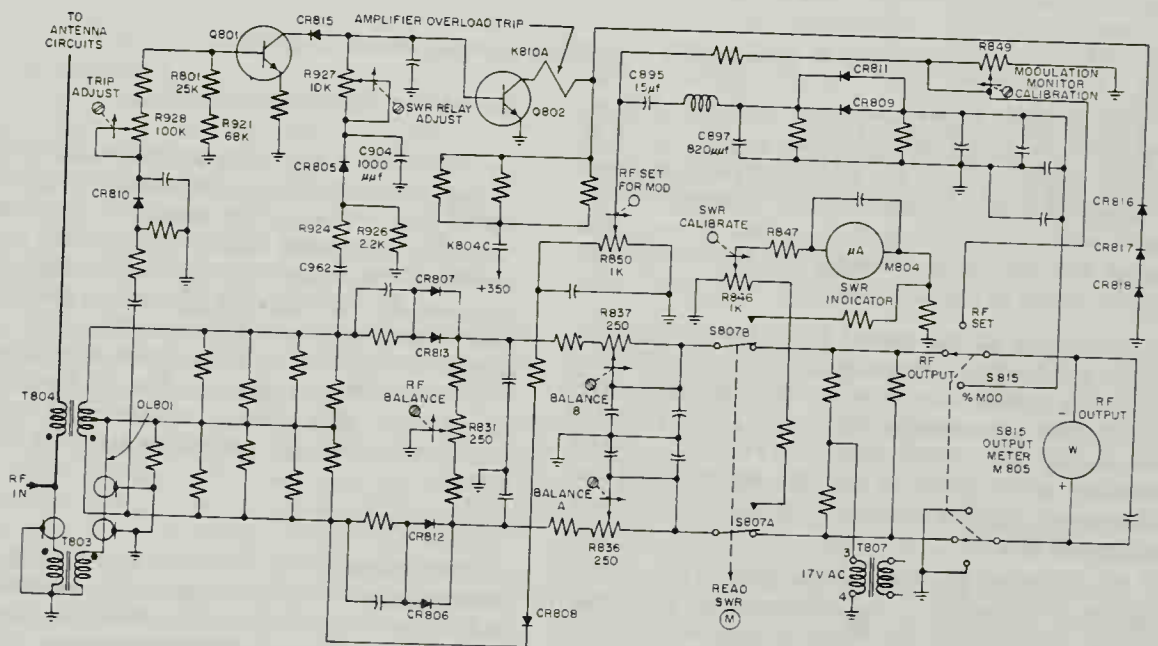 TO
ANTENNA
CIRCUITS
AMPLIFIER OVERLOAD TRIP
CR815
Q801
K810A
R849
TRIP
ADJUST
R801
25K
R927
10K
C895
15µf
CR811
MODULATION
MONITOR
CALIBRATION
R928
100K
R921
68K
SWR RELAY
ADJUST
Q802
CR809
C904
1000
µµf
C897
820µµf
CR805
RF SET
FOR MOD
CR810
CR816
SWR
CALIBRATE
R847
R924
R926
2.2K
K804C
µA
CR817
C962
R850
1K
M804
+350
R846
1K
SWR
INDICATOR
CR818
CR807
R837
250
RF
SET
S807B
CR813
RF
OUTPUT
S815
T804
DL801
RF
BALANCE
BALANCE
B
% MOD
RF
OUTPUT
R831
250
-
S815
OUTPUT
METER
M805
W
RF
IN
BALANCE
A
+
S807A
T803
CR812
R836
250
T807
3
17V AC
4
READ
SWR
M
CR806
CR808